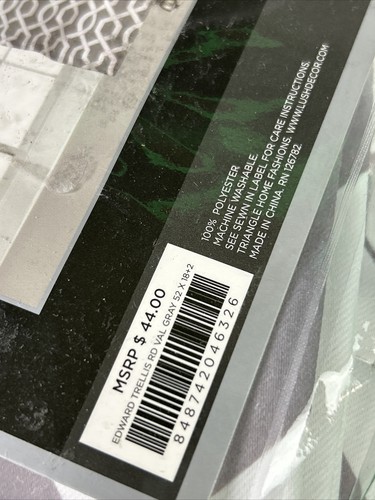 100% POLYESTER
MACHINE WASHABLE
SEE SEWN IN LABEL FOR CARE INSTRUCTIONS.
TRIANGLE HOME FASHIONS. WWW.LUSHDECOR.COM
MADE IN CHINA. RN 126782
MSRP $ 44.00
EDWARD TRELLIS RD VAL GRAY 52 X 18+2
848742046326